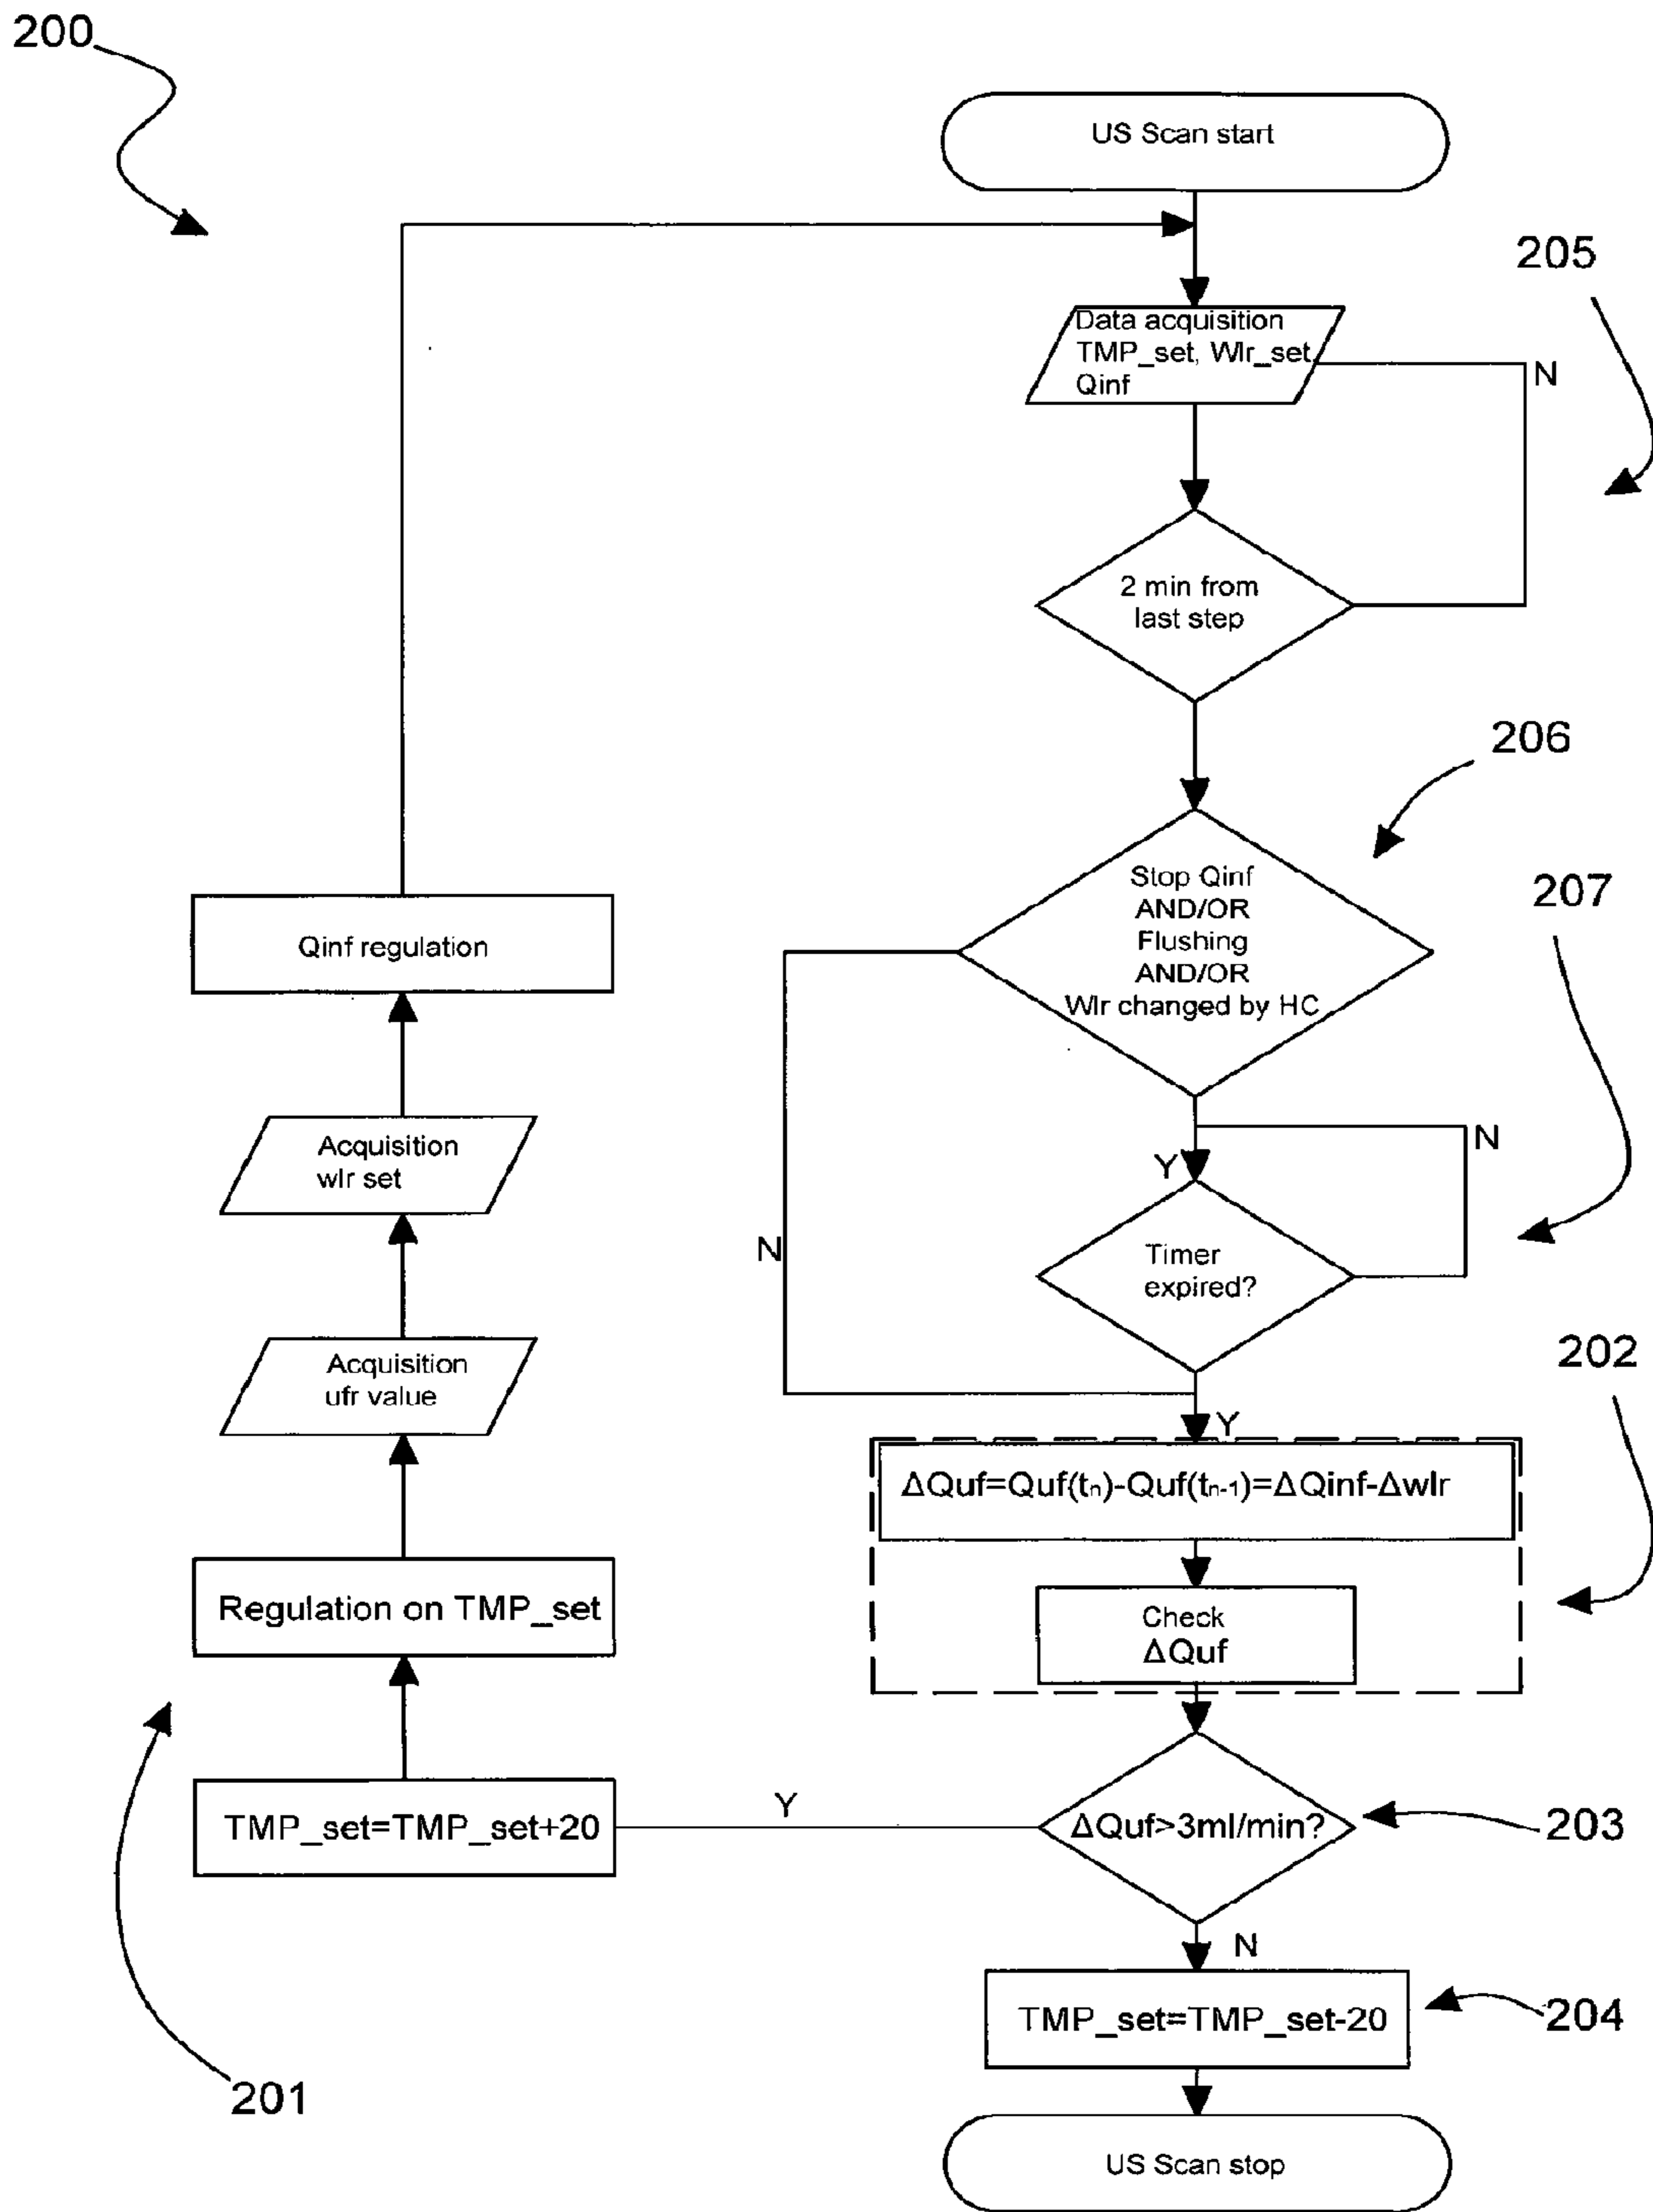 200
US Scan start
205
Data acquisition
TMP_set, Wlr_set,
Qinf
N
2 min from
last step
206
Stop Qinf
AND/OR
Flushing
AND/OR
Wlr changed by HC
207
Qinf regulation
N
Y
Acquisition
wlr set
N
Timer
expired?
202
Acquisition
ufr value
Y
ΔQuf=Quf(tn)-Quf(tn-1)=ΔQinf-Δwlr
Regulation on TMP_set
Check
ΔQuf
TMP_set=TMP_set+20
Y
ΔQuf>3ml/min?
203
N
TMP_set=TMP_set-20
204
201
US Scan stop